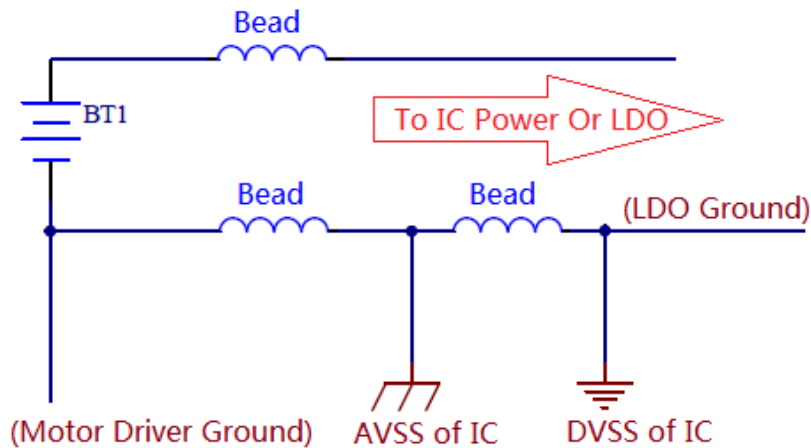 Bead
BT1
To IC Power Or LDO
Bead
Bead
(LDO Ground)
(Motor Driver Ground)
AVSS of IC
DVSS of IC